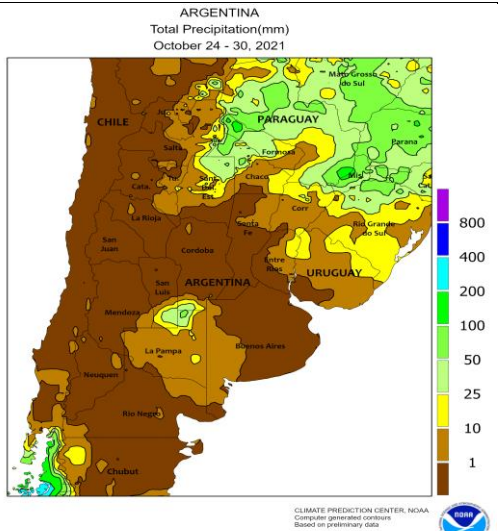 ARGENTINA
Total Precipitation(mm)
October 24 - 30, 2021
Mato Grosso
do Sul
CHILE
PARAGUAY
Parana
Salta
Formosa
Chaco
Cata.
Corr
La Rioja
Santa
Fe
Rio Grande
do Sul
San
Juan
Cordoba
Entre
Rios
URUGUAY
ARGENTINA
San
Luis
Mendoza
La Pampa
Buenos Aires
Neuquen
Rio Negro
Chubut
800
400
200
100
50
25
10
1
CLIMATE PREDICTION CENTER, NOAA
Computer generated contours
Based on preliminary data
NOAA